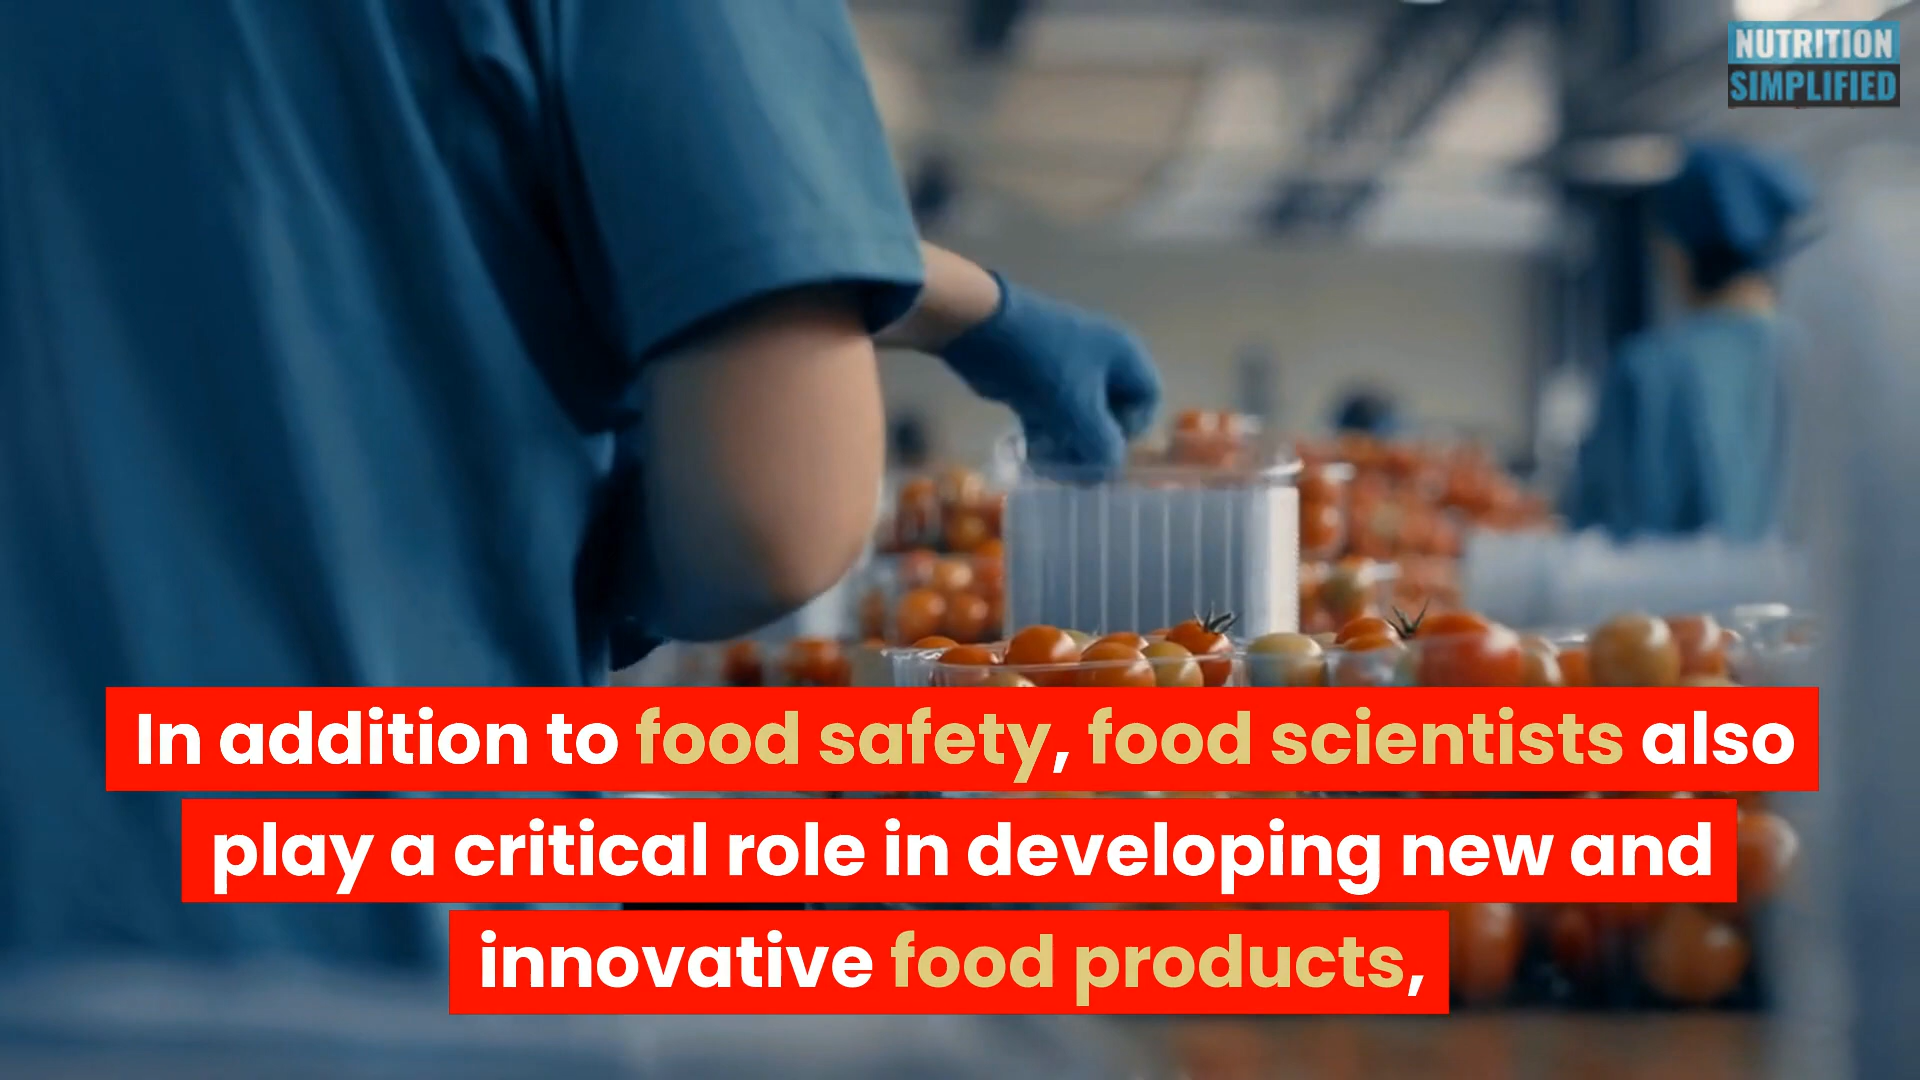 NUTRITION
SIMPLIFIED
In addition to food safety, food scientists also
play a critical role in developing new and
innovative food products,